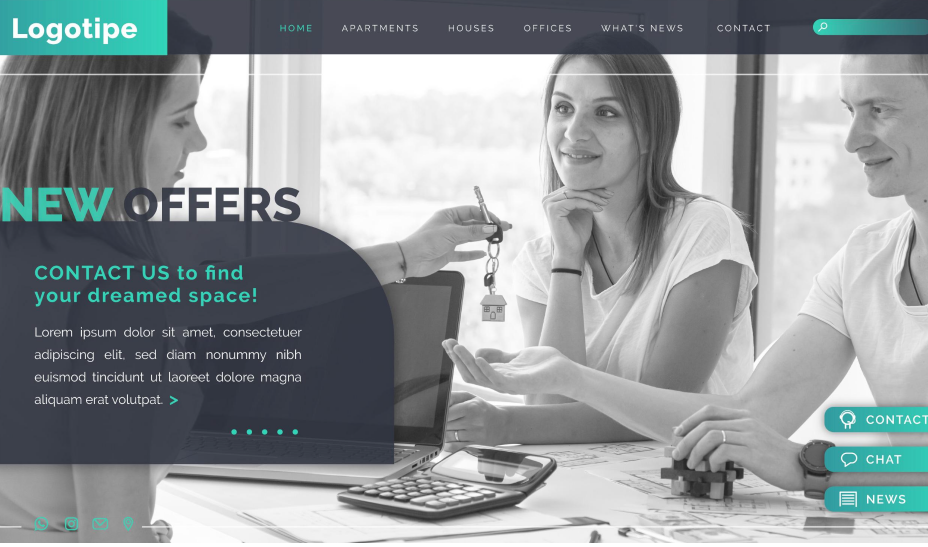 Logotipe
HOME APARTMENTS HOUSES OFFICES WHAT'S NEWS CONTACT
NEW OFFERS
CONTACT US to find
your dreamed space!
Lorem ipsum dolor sit amet, consectetuer
adipiscing elit, sed diam nonummy nibh
euismod tincidunt ut laoreet dolore magna
aliquam erat volutpat. >
CONTACT
CHAT
NEWS